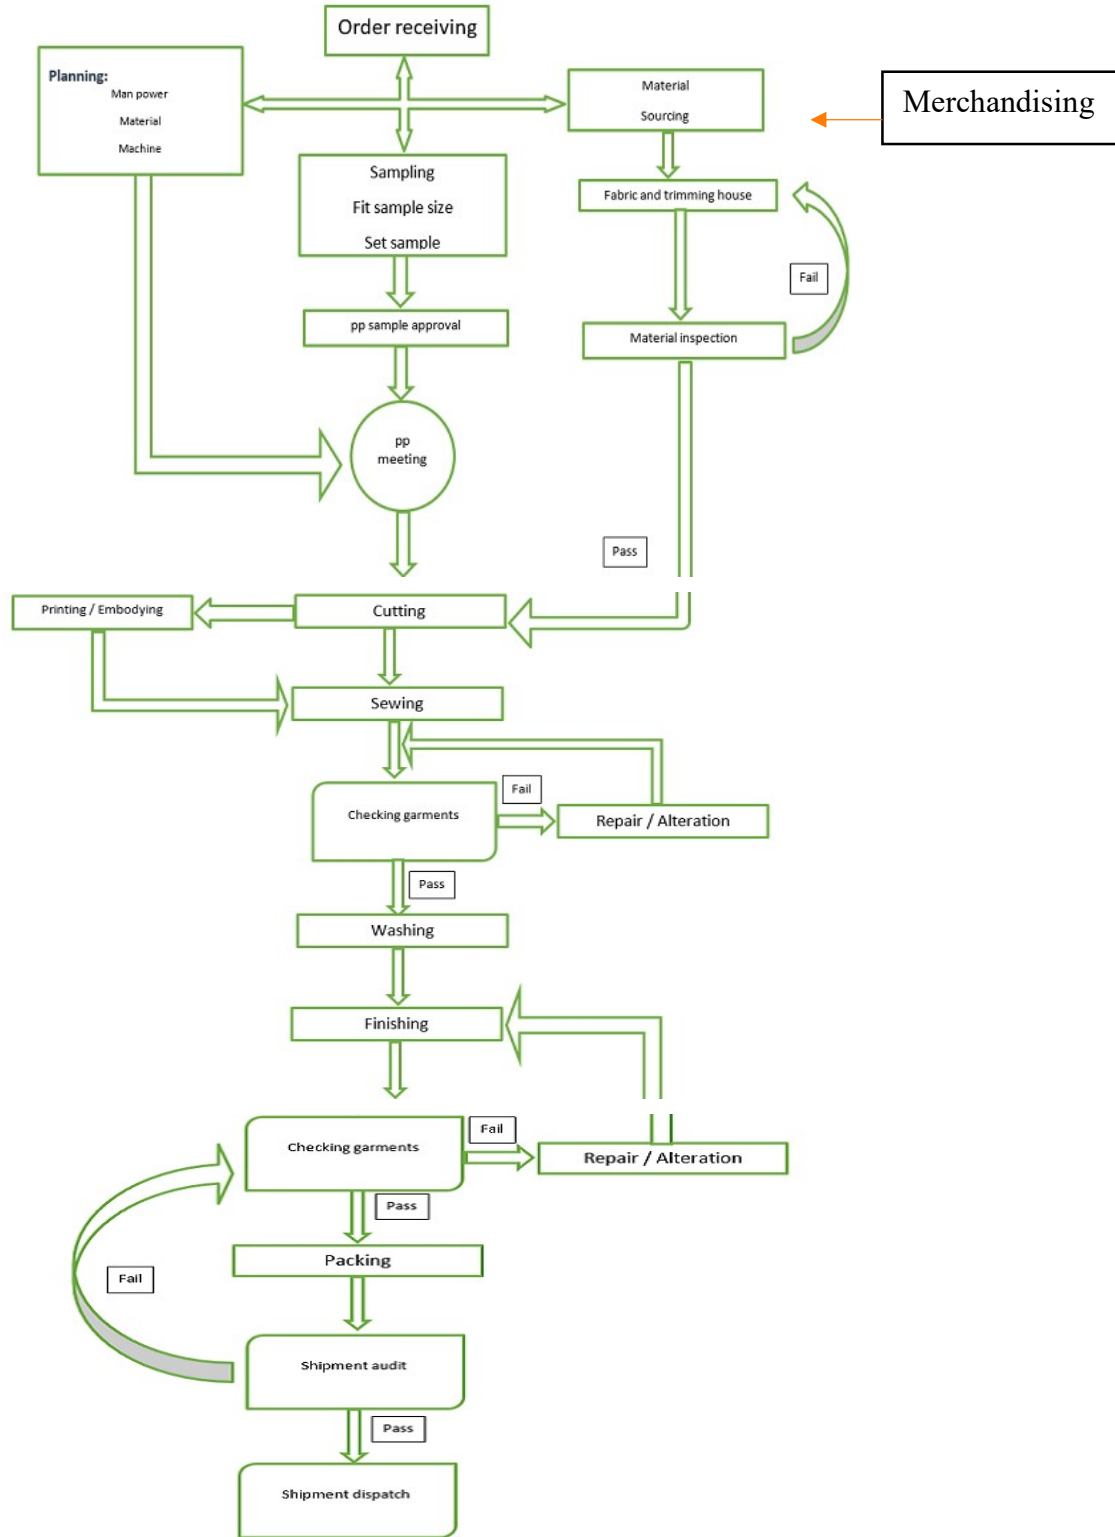 Order receiving
Planning:
Man power
Material
Machine
Material
Sourcing
Merchandising
Sampling
Fit sample size
Set sample
Fabric and trimming house
Fail
pp sample approval
Material inspection
pp
meeting
Pass
Printing / Embodying
Cutting
Sewing
Fail
Checking garments
Repair / Alteration
Pass
Washing
Finishing
Fail
Checking garments
Repair / Alteration
Pass
Packing
Fail
Shipment audit
Pass
Shipment dispatch